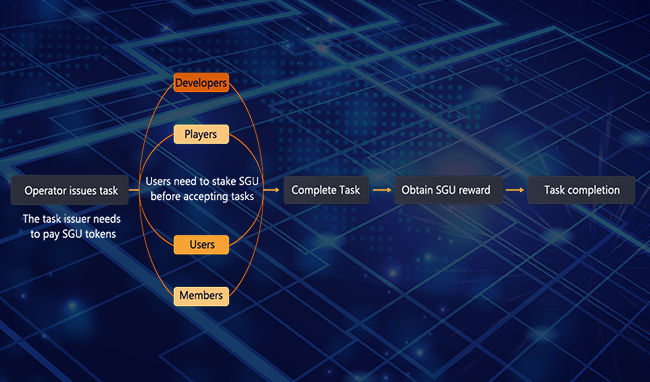 Developers
Players
Operator issues task
The task issuer needs
to pay SGU tokens
Users need to stake SGU
before accepting tasks
Complete Task
Obtain SGU reward
Task completion
Users
Members